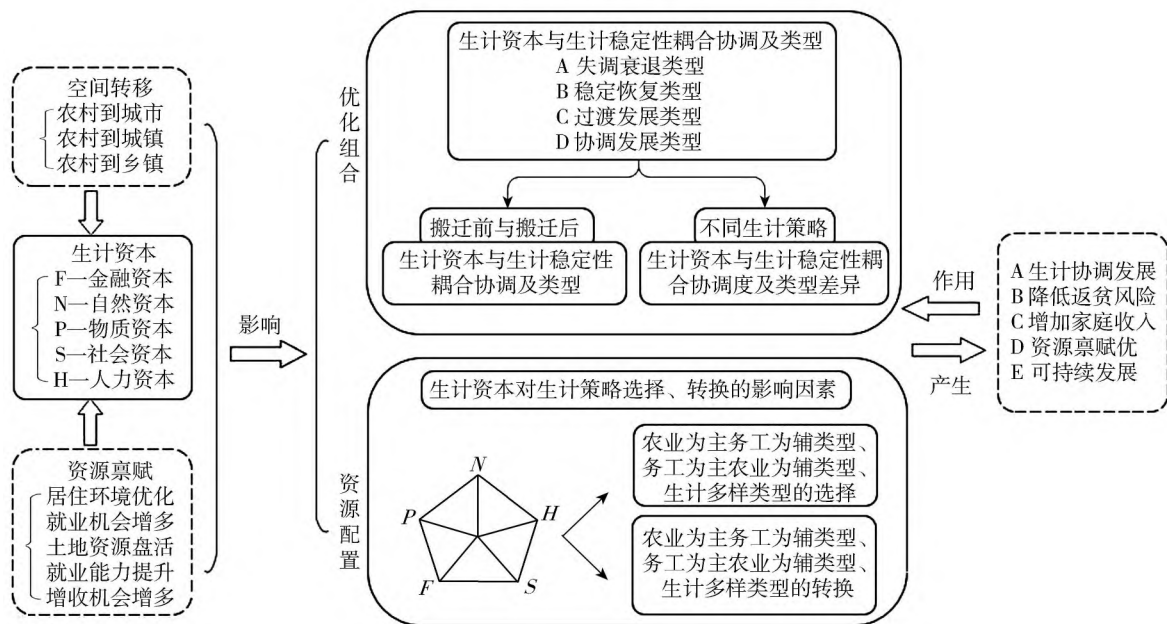 空间转移
农村到城市
农村到城镇
农村到乡镇
生计资本
F—金融资本
N—自然资本
P—物质资本
S—社会资本
H—人力资本
资源禀赋
居住环境优化
就业机会增多
土地资源盘活
就业能力提升
增收机会增多
影响
优化组合
生计资本与生计稳定性耦合协调及类型
A 失调衰退类型
B 稳定恢复类型
C 过渡发展类型
D 协调发展类型
搬迁前与搬迁后
生计资本与生计稳定性
耦合协调及类型
不同生计策略
生计资本与生计稳定性耦
合协调度及类型差异
资源配置
生计资本对生计策略选择、转换的影响因素
N
P
H
F
S
农业为主务工为辅类型、
务工为主农业为辅类型、
生计多样类型的选择
农业为主务工为辅类型、
务工为主农业为辅类型、
生计多样类型的转换
作用
产生
A 生计协调发展
B 降低返贫风险
C 增加家庭收入
D 资源禀赋优
E 可持续发展